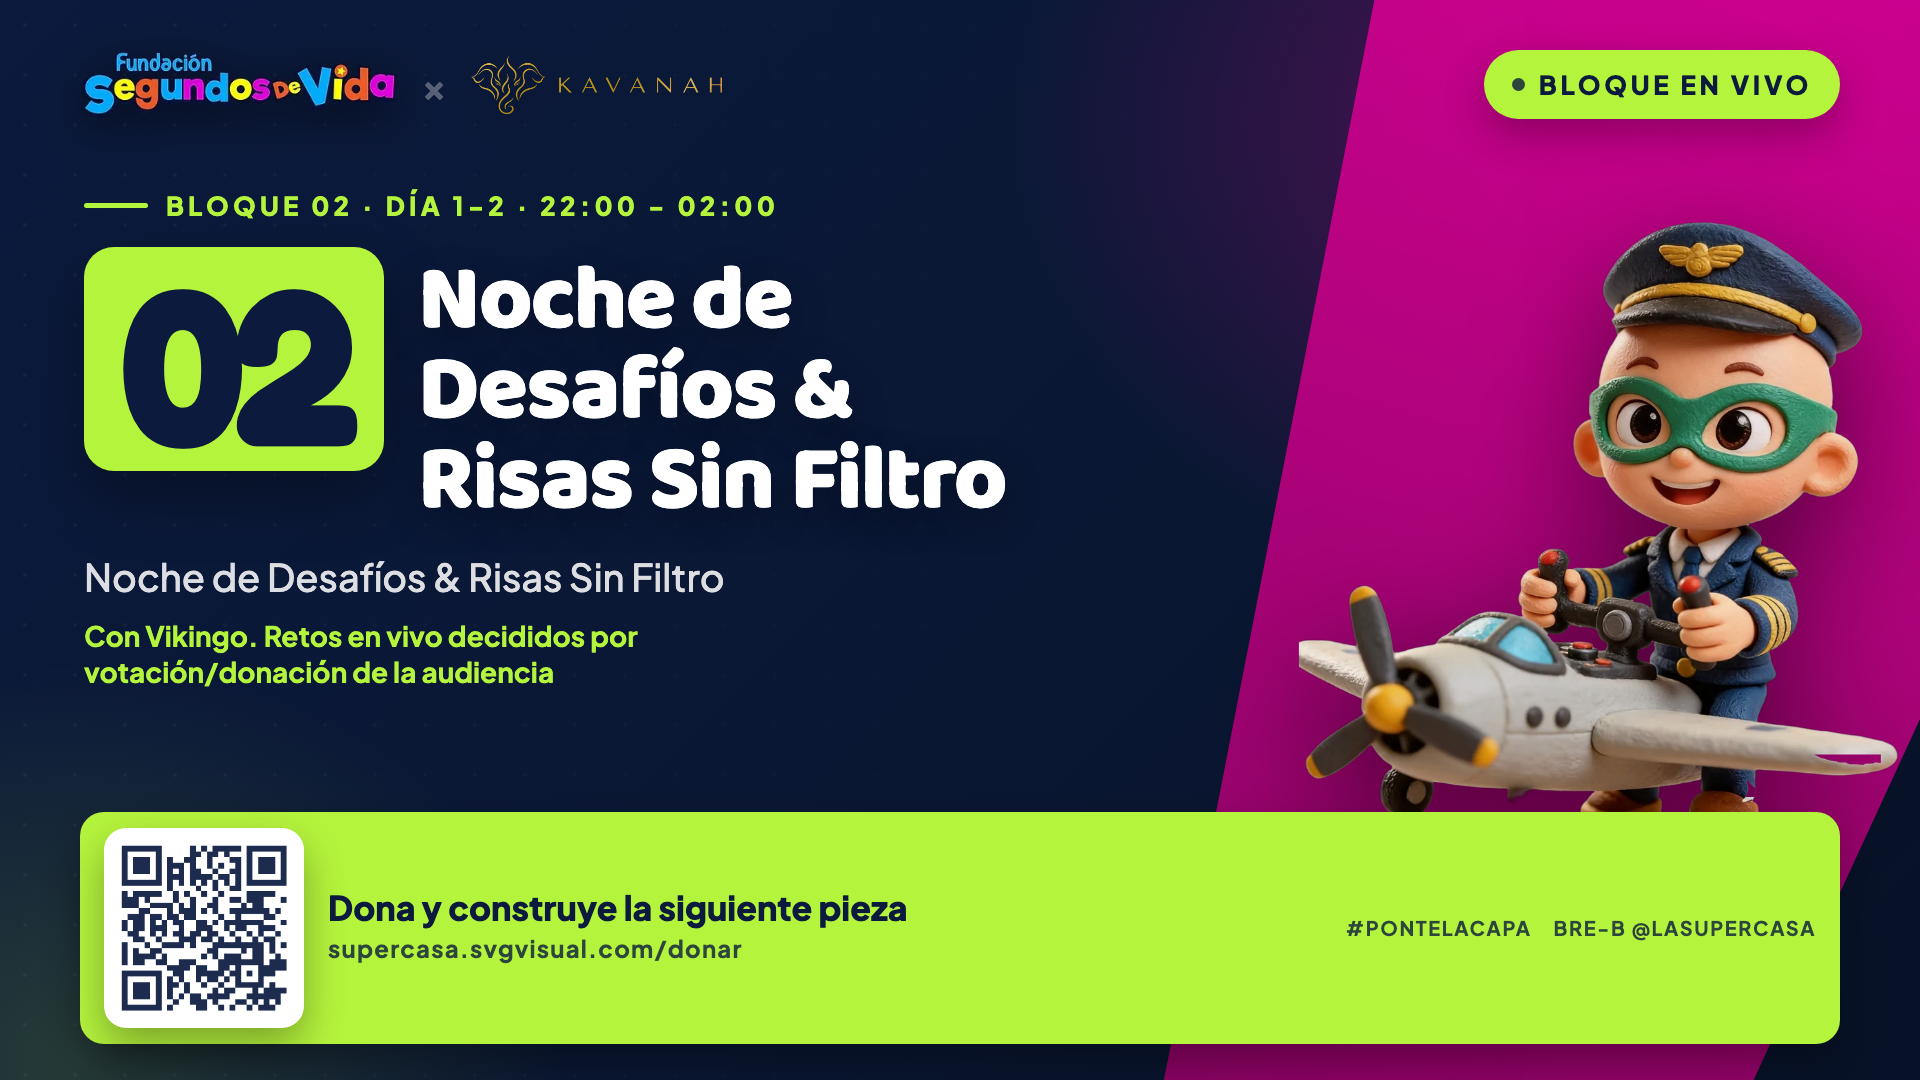 Fundación
Segundos De Vida
×
KAVANAH
• BLOQUE EN VIVO
BLOQUE 02 · DÍA 1–2 · 22:00 – 02:00
02
Noche de
Desafíos &
Risas Sin Filtro
Noche de Desafíos & Risas Sin Filtro
Con Vikingo. Retos en vivo decididos por
votación/donación de la audiencia
Dona y construye la siguiente pieza
supercasa.svgvisual.com/donar
#PONTELACAPA BRE-B @LASUPERCASA